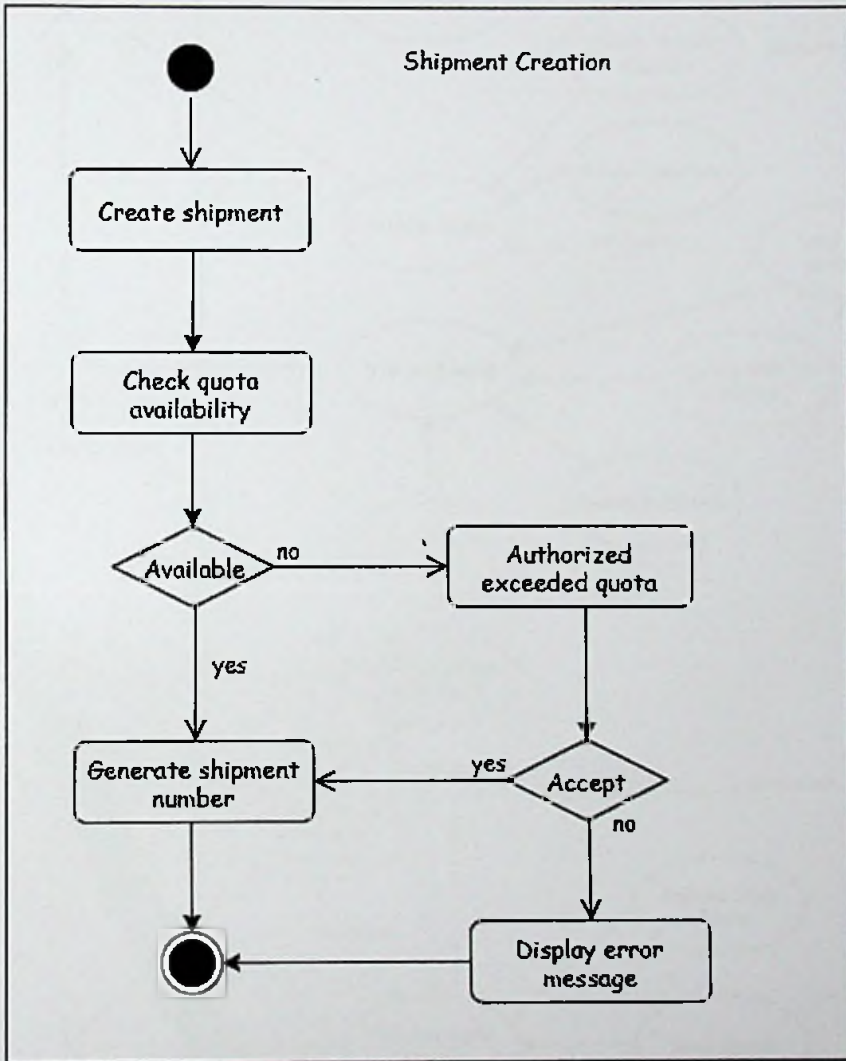 Shipment Creation
Create shipment
Check quota
availability
Available
no
Authorized
exceeded quota
yes
Generate shipment
number
yes
Accept
no
Display error
message